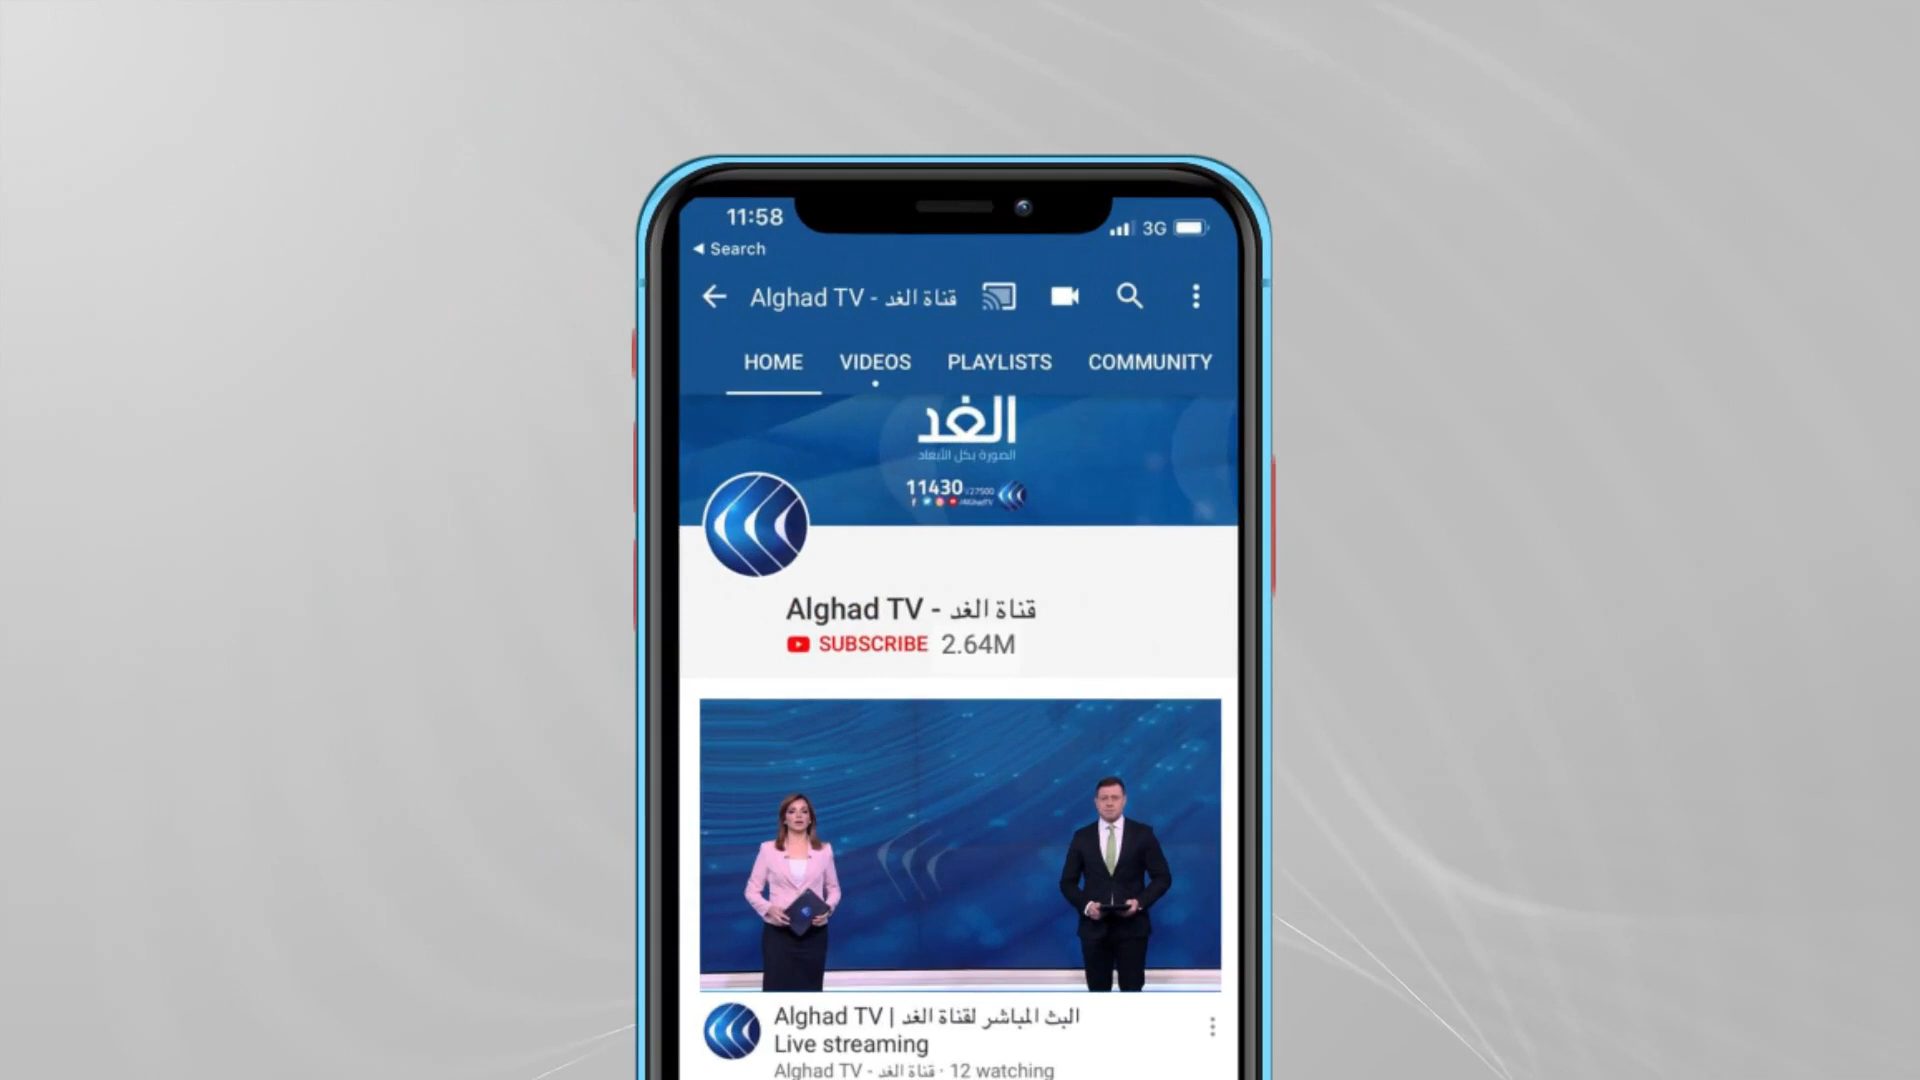 11:58
3G
Search
Alghad TV - قناة الغد
HOME VIDEOS PLAYLISTS COMMUNITY
الغد
الصورة بكل الأبعاد
11430
27500
AlGhadTV
Alghad TV - قناة الغد
SUBSCRIBE 2.64M
Alghad TV | البث المباشر لقناة الغد
Live streaming
Alghad TV - قناة الغد · 12 watching